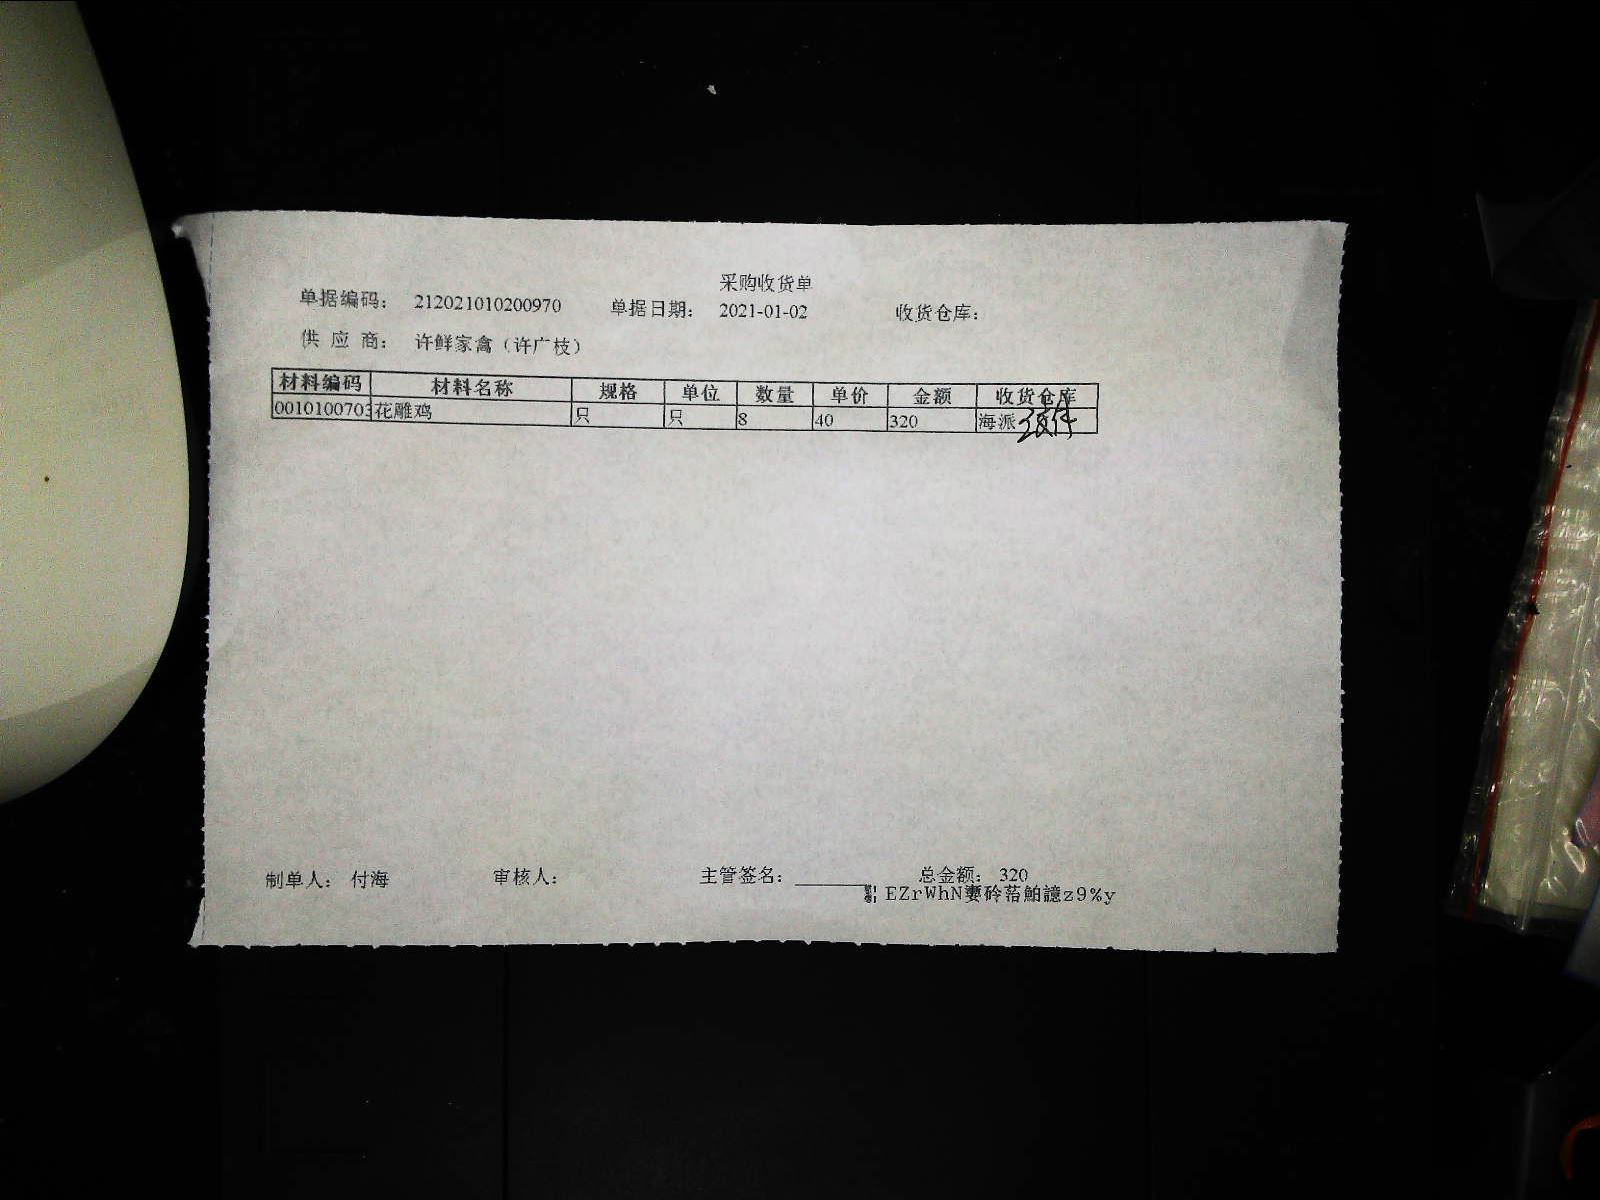 采购收货单
单据编码： 212021010200970 单据日期： 2021-01-02 收货仓库：
供 应 商： 许鲜家禽（许广枝）
材料编码 材料名称 规格 单位 数量 单价 金额 收货仓库
0010100703 花雕鸡 只 只 8 40 320 海派
制单人： 付海 审核人： 主管签名： ________ 总金额： 320
EZrWhN z9%y